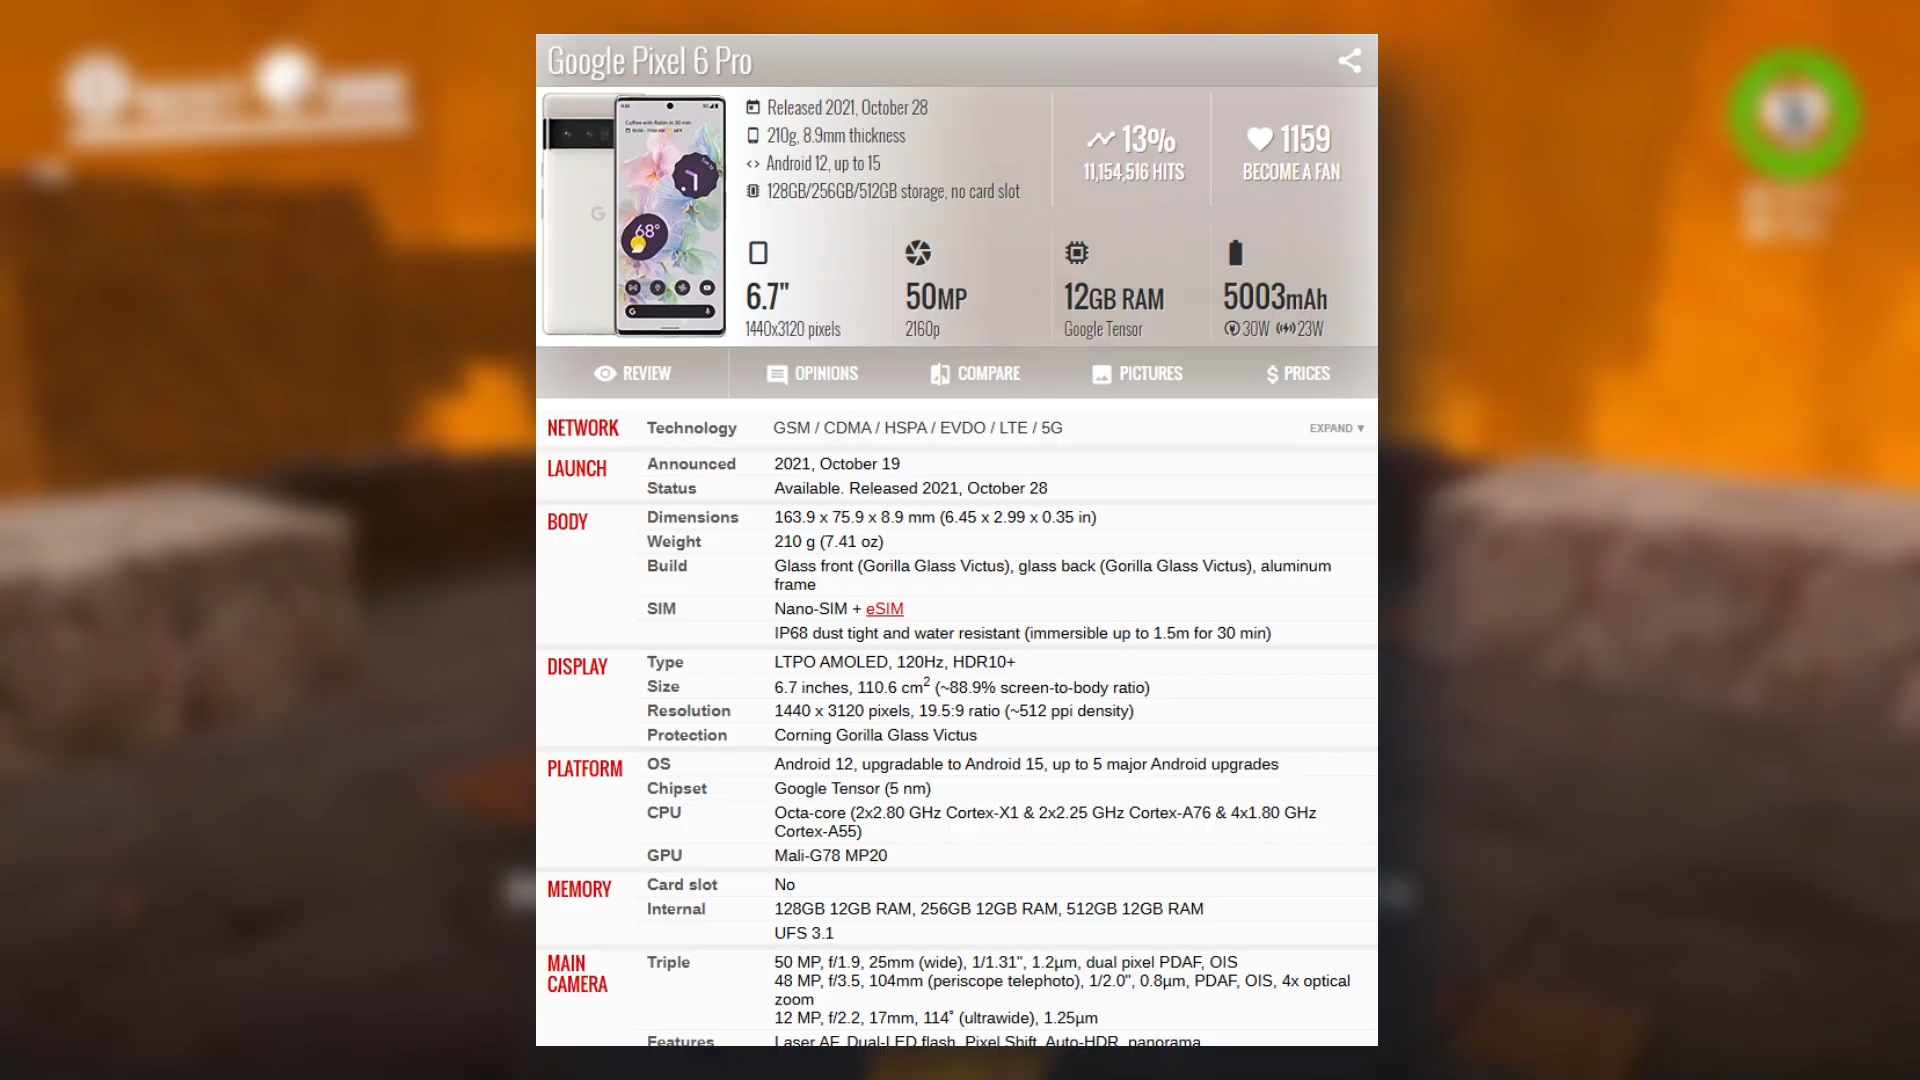 Google Pixel 6 Pro
Released 2021, October 28
210g, 8.9mm thickness
Android 12, up to 15
128GB/256GB/512GB storage, no card slot
13%
11,154,516 HITS
1159
BECOME A FAN
6.7"
1440x3120 pixels
50MP
2160p
12GB RAM
Google Tensor
5003mAh
30W 23W
REVIEW
OPINIONS
COMPARE
PICTURES
$ PRICES
NETWORK Technology GSM / CDMA / HSPA / EVDO / LTE / 5G EXPAND ▼
LAUNCH Announced 2021, October 19
Status Available. Released 2021, October 28
BODY Dimensions 163.9 x 75.9 x 8.9 mm (6.45 x 2.99 x 0.35 in)
Weight 210 g (7.41 oz)
Build Glass front (Gorilla Glass Victus), glass back (Gorilla Glass Victus), aluminum
frame
SIM Nano-SIM + eSIM
IP68 dust tight and water resistant (immersible up to 1.5m for 30 min)
DISPLAY Type LTPO AMOLED, 120Hz, HDR10+
Size 6.7 inches, 110.6 cm2 (~88.9% screen-to-body ratio)
Resolution 1440 x 3120 pixels, 19.5:9 ratio (~512 ppi density)
Protection Corning Gorilla Glass Victus
PLATFORM OS Android 12, upgradable to Android 15, up to 5 major Android upgrades
Chipset Google Tensor (5 nm)
CPU Octa-core (2x2.80 GHz Cortex-X1 & 2x2.25 GHz Cortex-A76 & 4x1.80 GHz
Cortex-A55)
GPU Mali-G78 MP20
MEMORY Card slot No
Internal 128GB 12GB RAM, 256GB 12GB RAM, 512GB 12GB RAM
UFS 3.1
MAIN CAMERA Triple 50 MP, f/1.9, 25mm (wide), 1/1.31", 1.2µm, dual pixel PDAF, OIS
48 MP, f/3.5, 104mm (periscope telephoto), 1/2.0", 0.8µm, PDAF, OIS, 4x optical
zoom
12 MP, f/2.2, 17mm, 114˚ (ultrawide), 1.25µm
Features Laser AF, Dual-LED flash, Pixel Shift, Auto-HDR, panorama